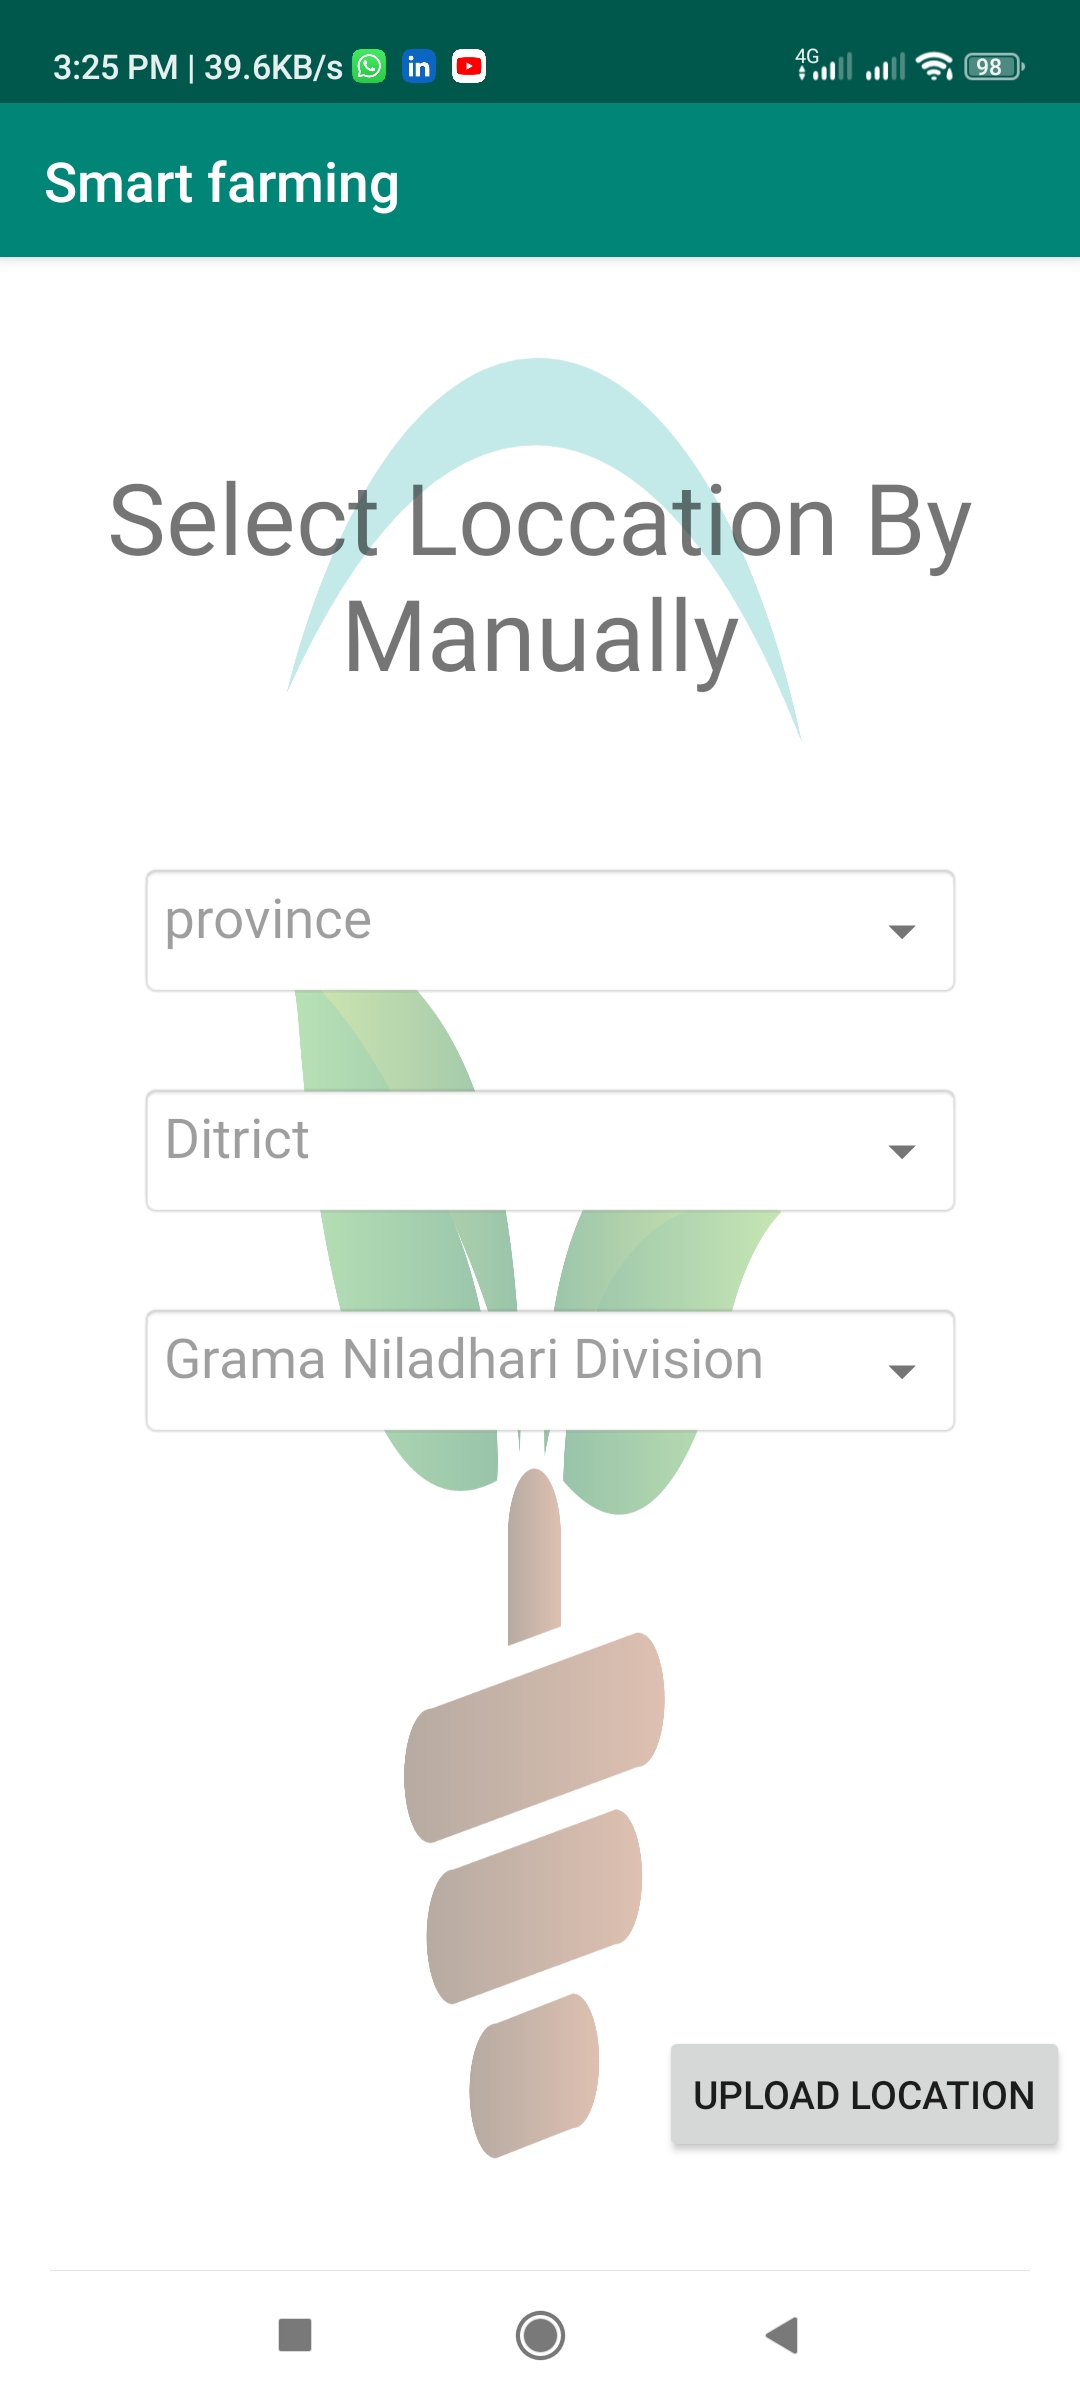 3:25 PM | 39.6KB/s in 4G 98
Smart farming
Select Loccation By
Manually
province
Ditrict
Grama Niladhari Division
UPLOAD LOCATION